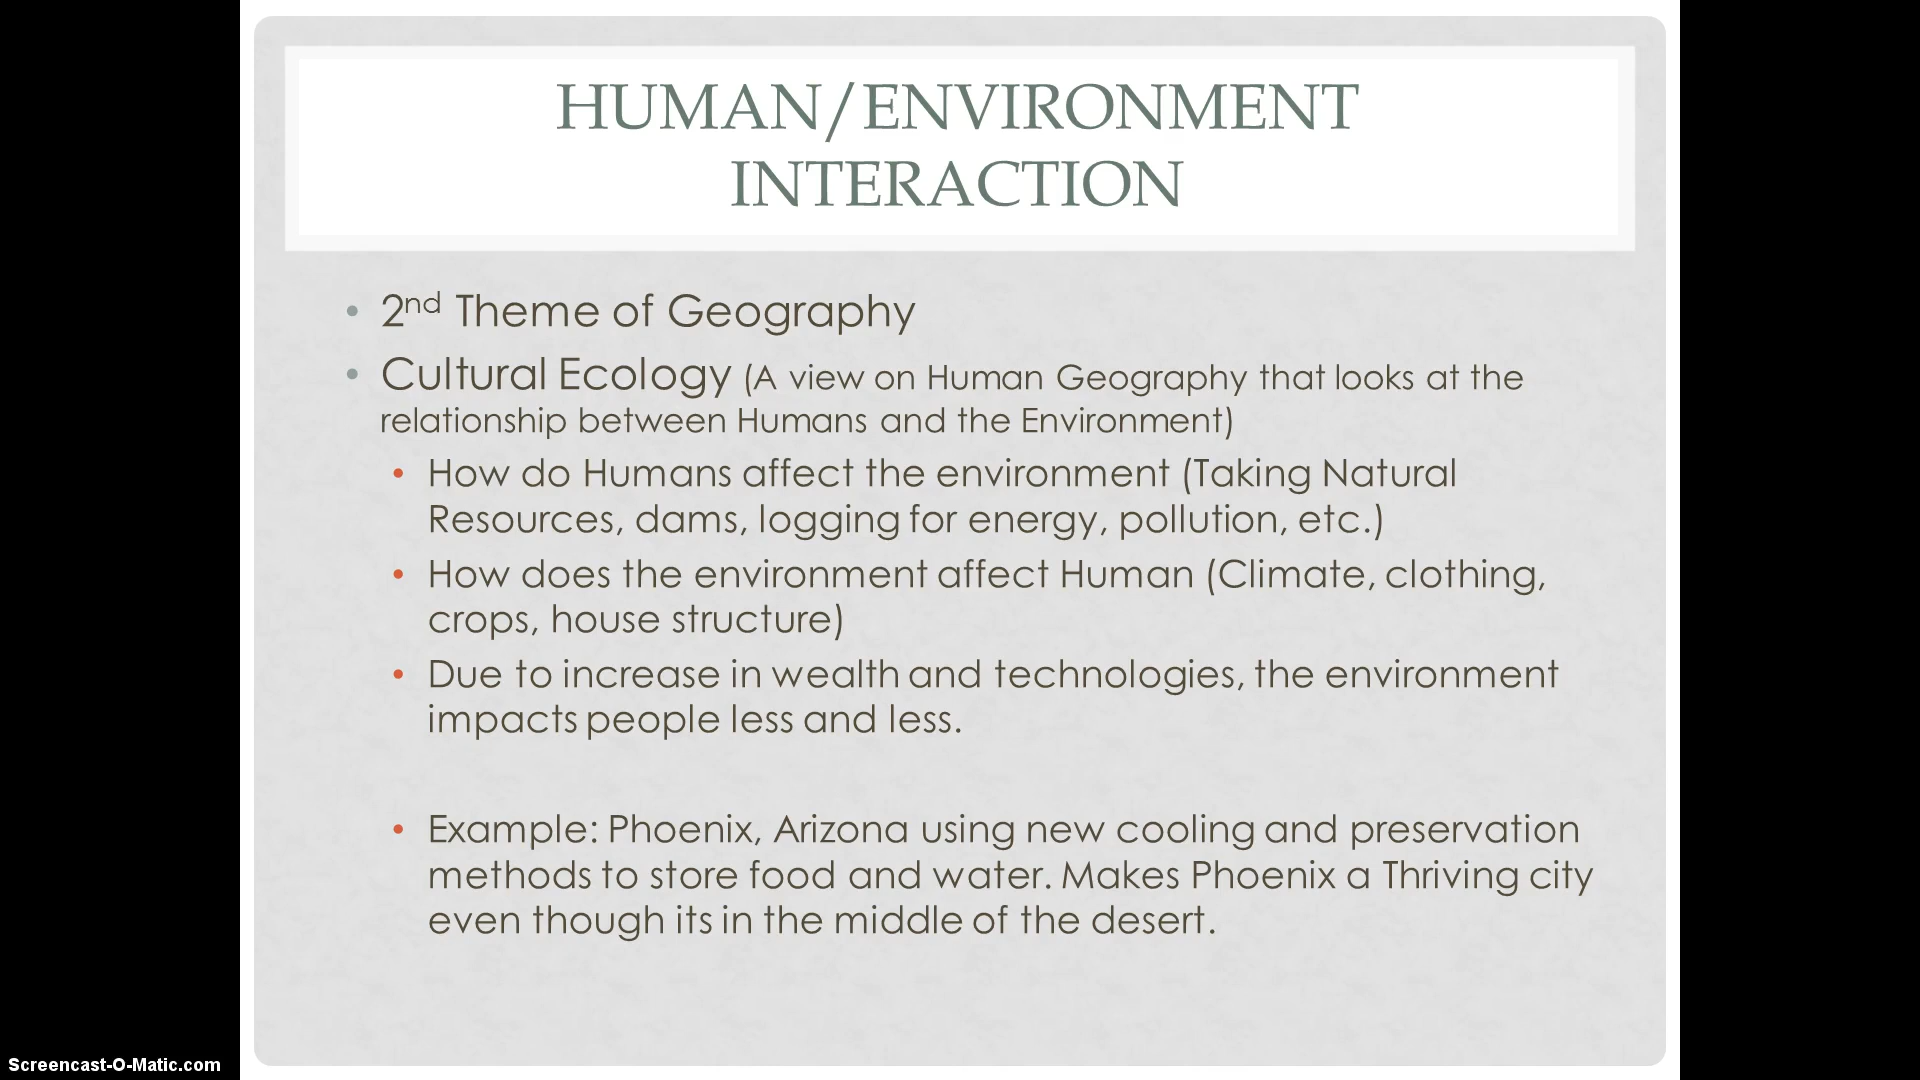 HUMAN/ENVIRONMENT
INTERACTION
• 2nd Theme of Geography
• Cultural Ecology (A view on Human Geography that looks at the
relationship between Humans and the Environment)
• How do Humans affect the environment (Taking Natural
Resources, dams, logging for energy, pollution, etc.)
• How does the environment affect Human (Climate, clothing,
crops, house structure)
• Due to increase in wealth and technologies, the environment
impacts people less and less.
• Example: Phoenix, Arizona using new cooling and preservation
methods to store food and water. Makes Phoenix a Thriving city
even though its in the middle of the desert.
Screencast-O-Matic.com